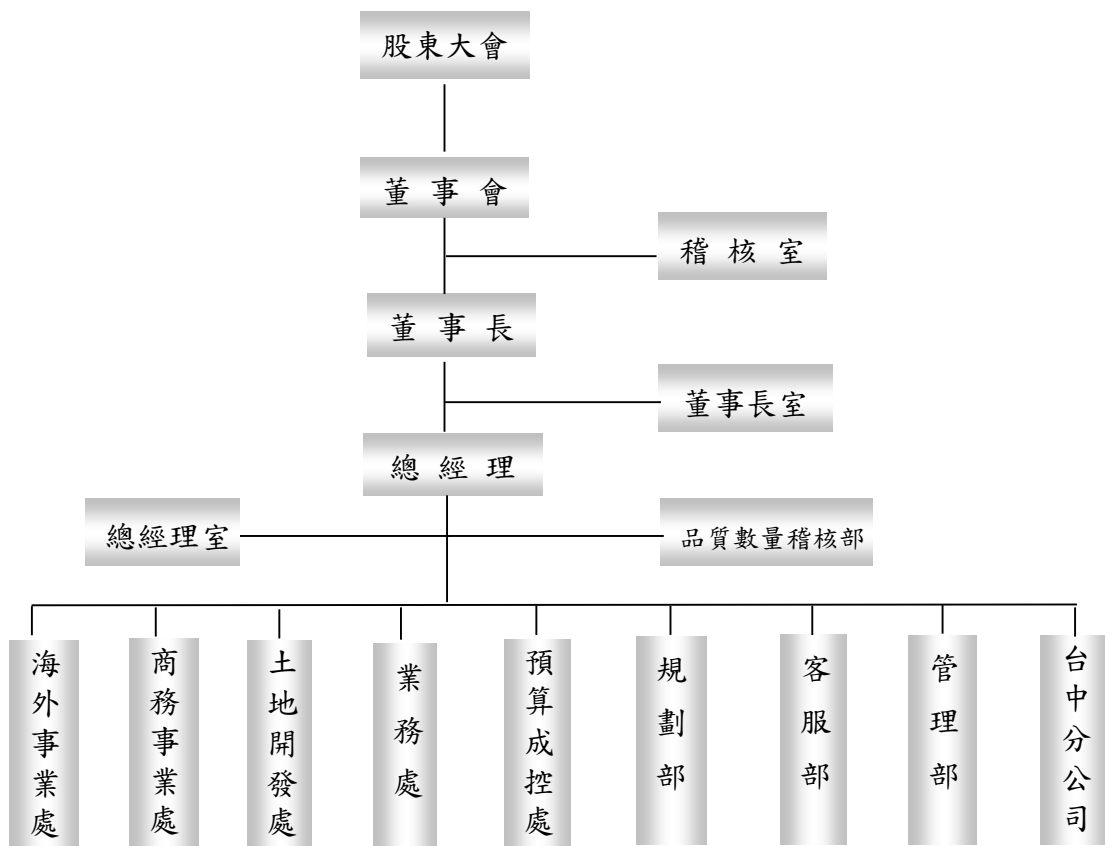 股東大會
董事會
稽核室
董事長
董事長室
總經理
總經理室
品質數量稽核部
海外事業處
商務事業處
土地開發處
業務處
預算成控處
規劃部
客服部
管理部
台中分公司